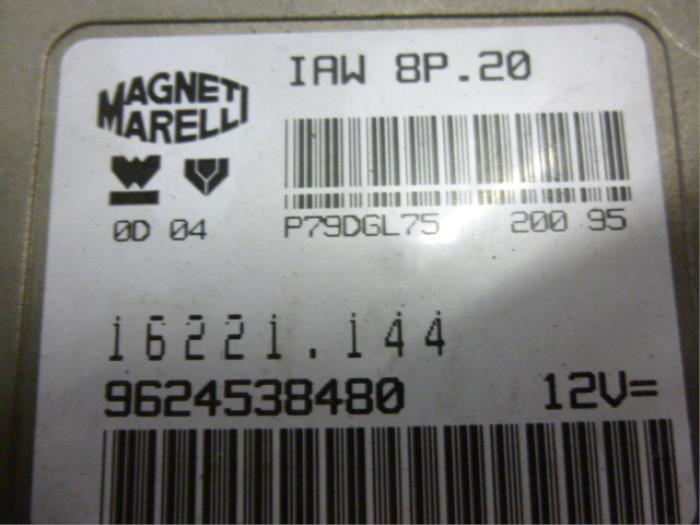 MAGNETI
MARELLI
IAW 8P.20
0D 04
P79DGL75 200 95
16221.144
9624538480 12V=